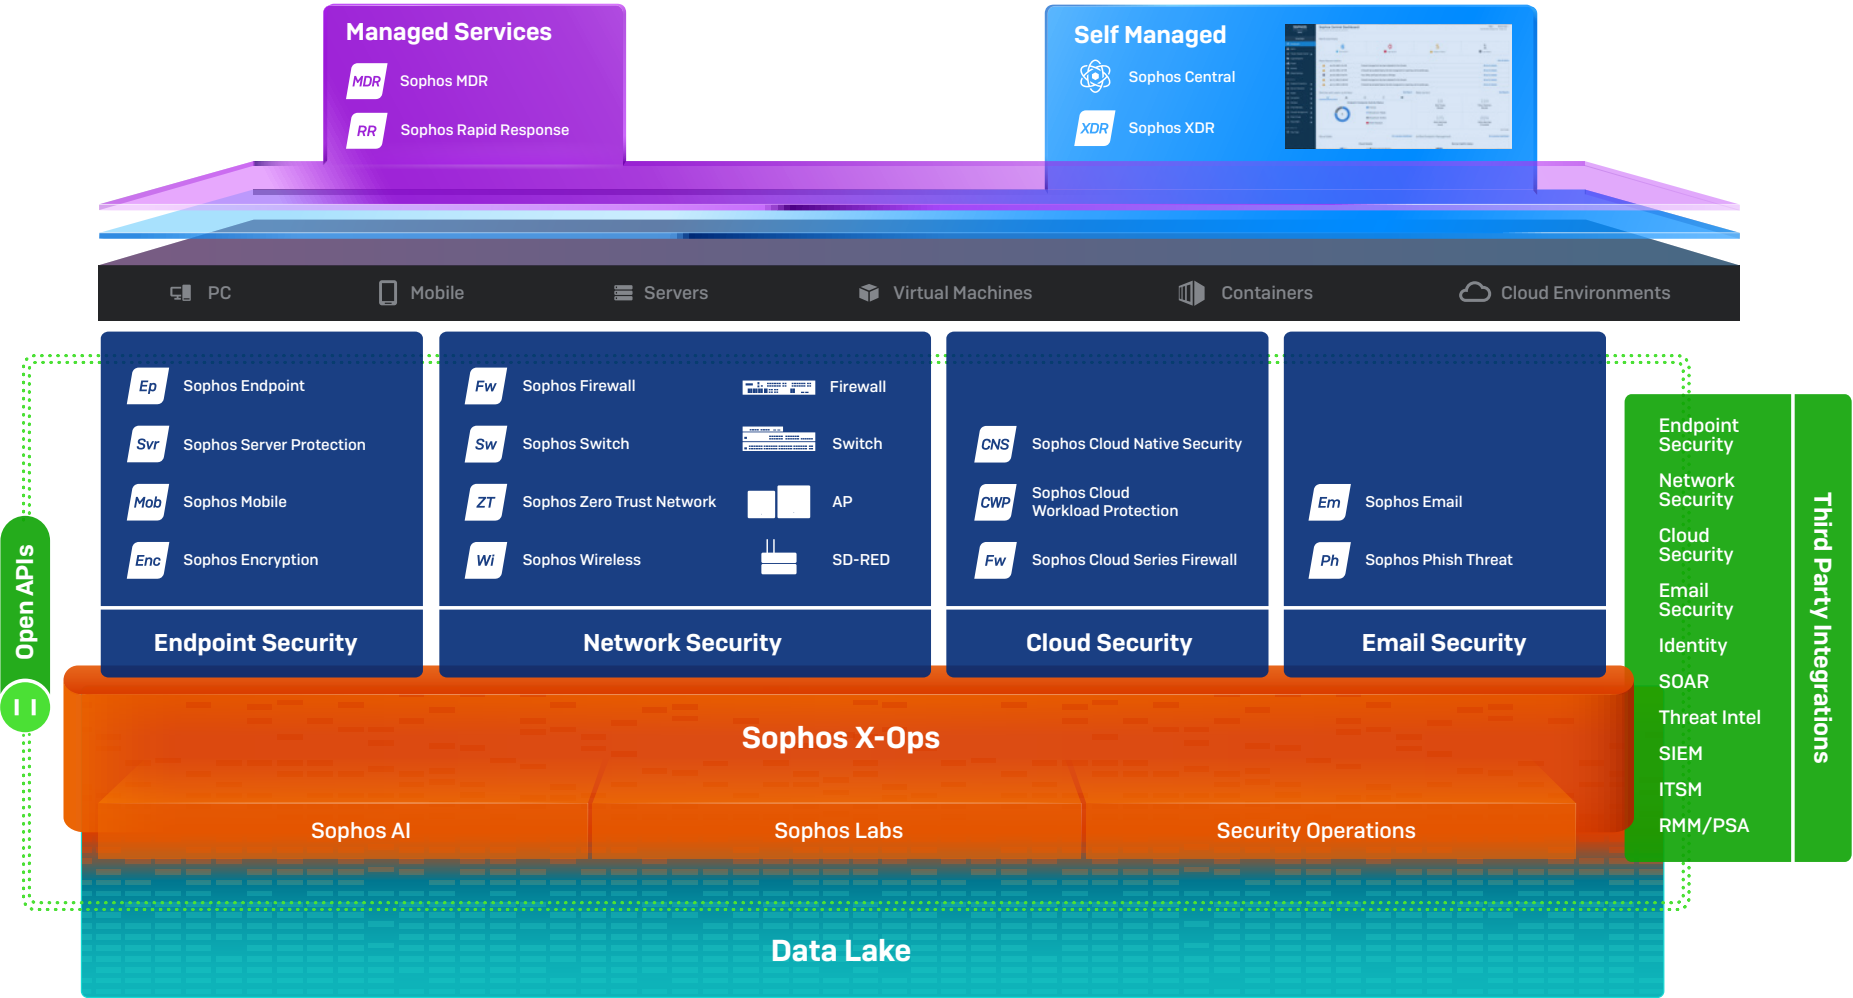 Managed Services
MDR Sophos MDR
RR Sophos Rapid Response
Self Managed
Sophos Central
XDR Sophos XDR
PC
Mobile
Servers
Virtual Machines
Containers
Cloud Environments
Ep Sophos Endpoint
Svr Sophos Server Protection
Mob Sophos Mobile
Enc Sophos Encryption
Endpoint Security
Fw Sophos Firewall
Firewall
Sw Sophos Switch
Switch
ZT Sophos Zero Trust Network
AP
Wi Sophos Wireless
SD-RED
Network Security
CNS Sophos Cloud Native Security
CWP Sophos Cloud
Workload Protection
Fw Sophos Cloud Series Firewall
Cloud Security
Em Sophos Email
Ph Sophos Phish Threat
Email Security
Open APIs
Endpoint
Security
Network
Security
Cloud
Security
Email
Security
Identity
SOAR
Threat Intel
SIEM
ITSM
RMM/PSA
Third Party Integrations
Sophos X-Ops
Sophos AI
Sophos Labs
Security Operations
Data Lake